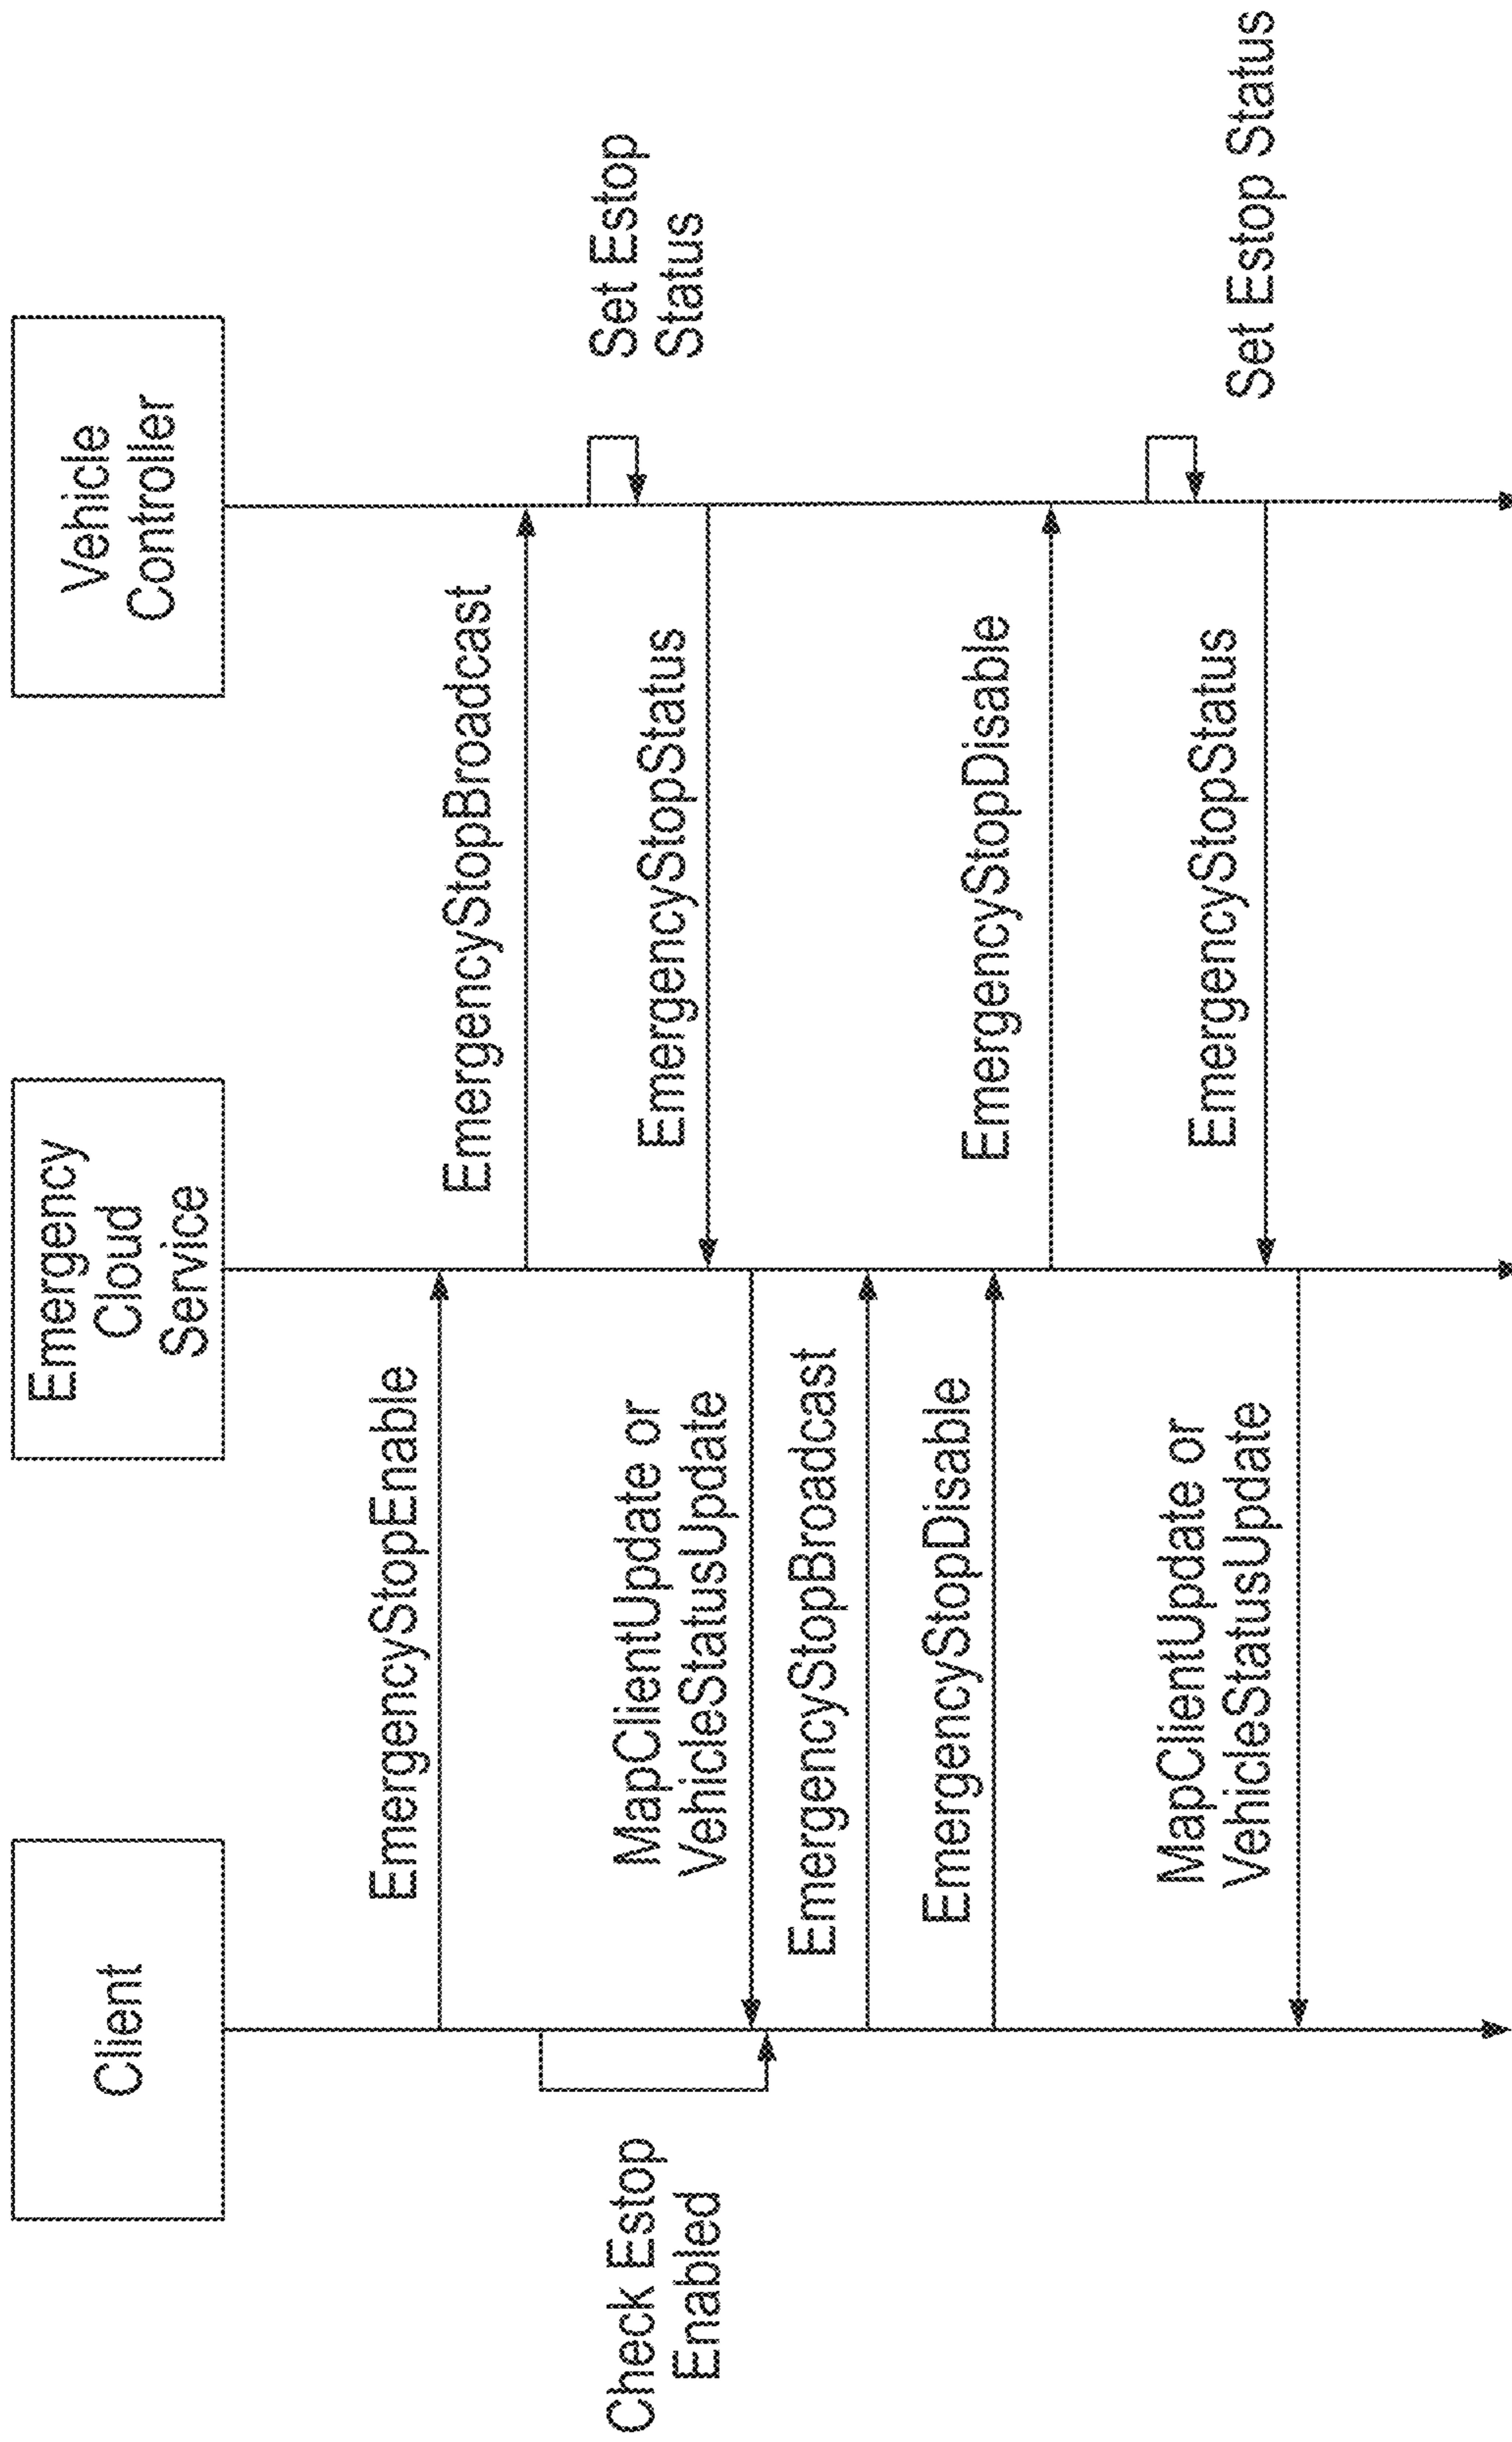 Client
Emergency
Cloud
Service
Vehicle
Controller
EmergencyStopEnable
EmergencyStopBroadcast
Check Estop
Enabled
Set Estop
Status
EmergencyStopStatus
MapClientUpdate or
VehicleStatusUpdate
EmergencyStopBroadcast
EmergencyStopDisable
EmergencyStopDisable
Set Estop Status
EmergencyStopStatus
MapClientUpdate or
VehicleStatusUpdate